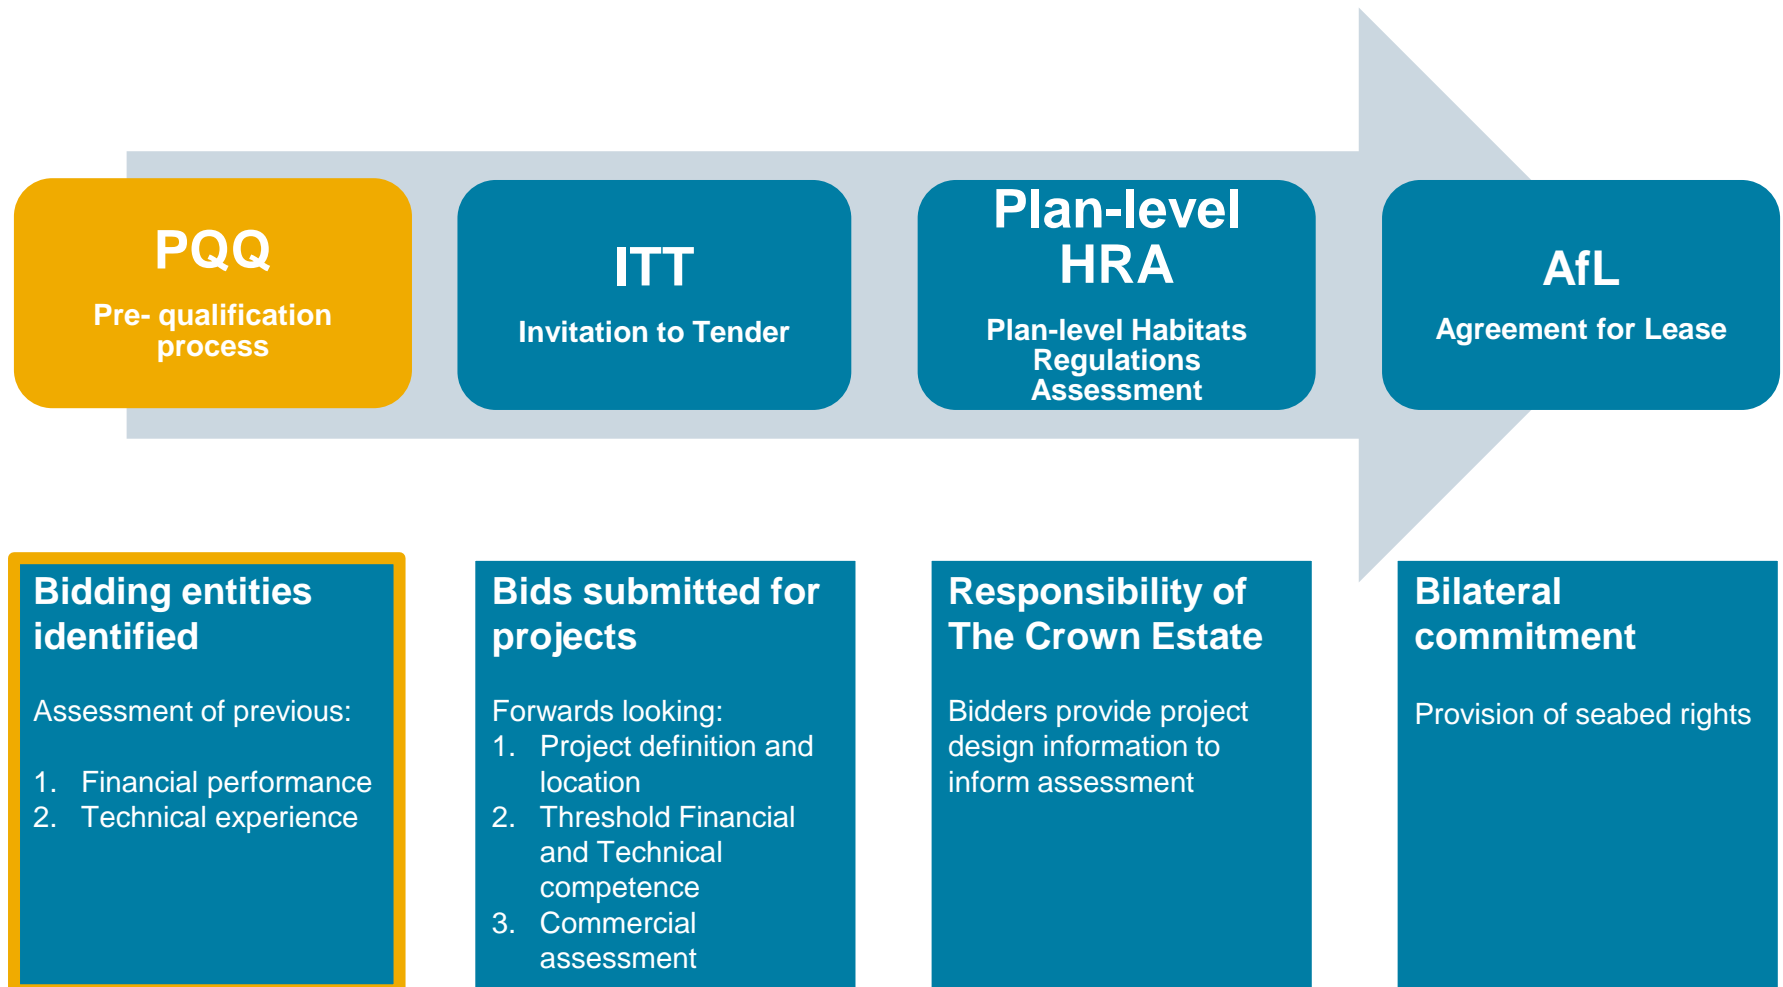 PQQ
Pre- qualification
process
ITT
Invitation to Tender
Plan-level
HRA
Plan-level Habitats
Regulations
Assessment
AfL
Agreement for Lease
Bidding entities
identified
Assessment of previous:
1. Financial performance
2. Technical experience
Bids submitted for
projects
Forwards looking:
1. Project definition and
location
2. Threshold Financial
and Technical
competence
3. Commercial
assessment
Responsibility of
The Crown Estate
Bidders provide project
design information to
inform assessment
Bilateral
commitment
Provision of seabed rights